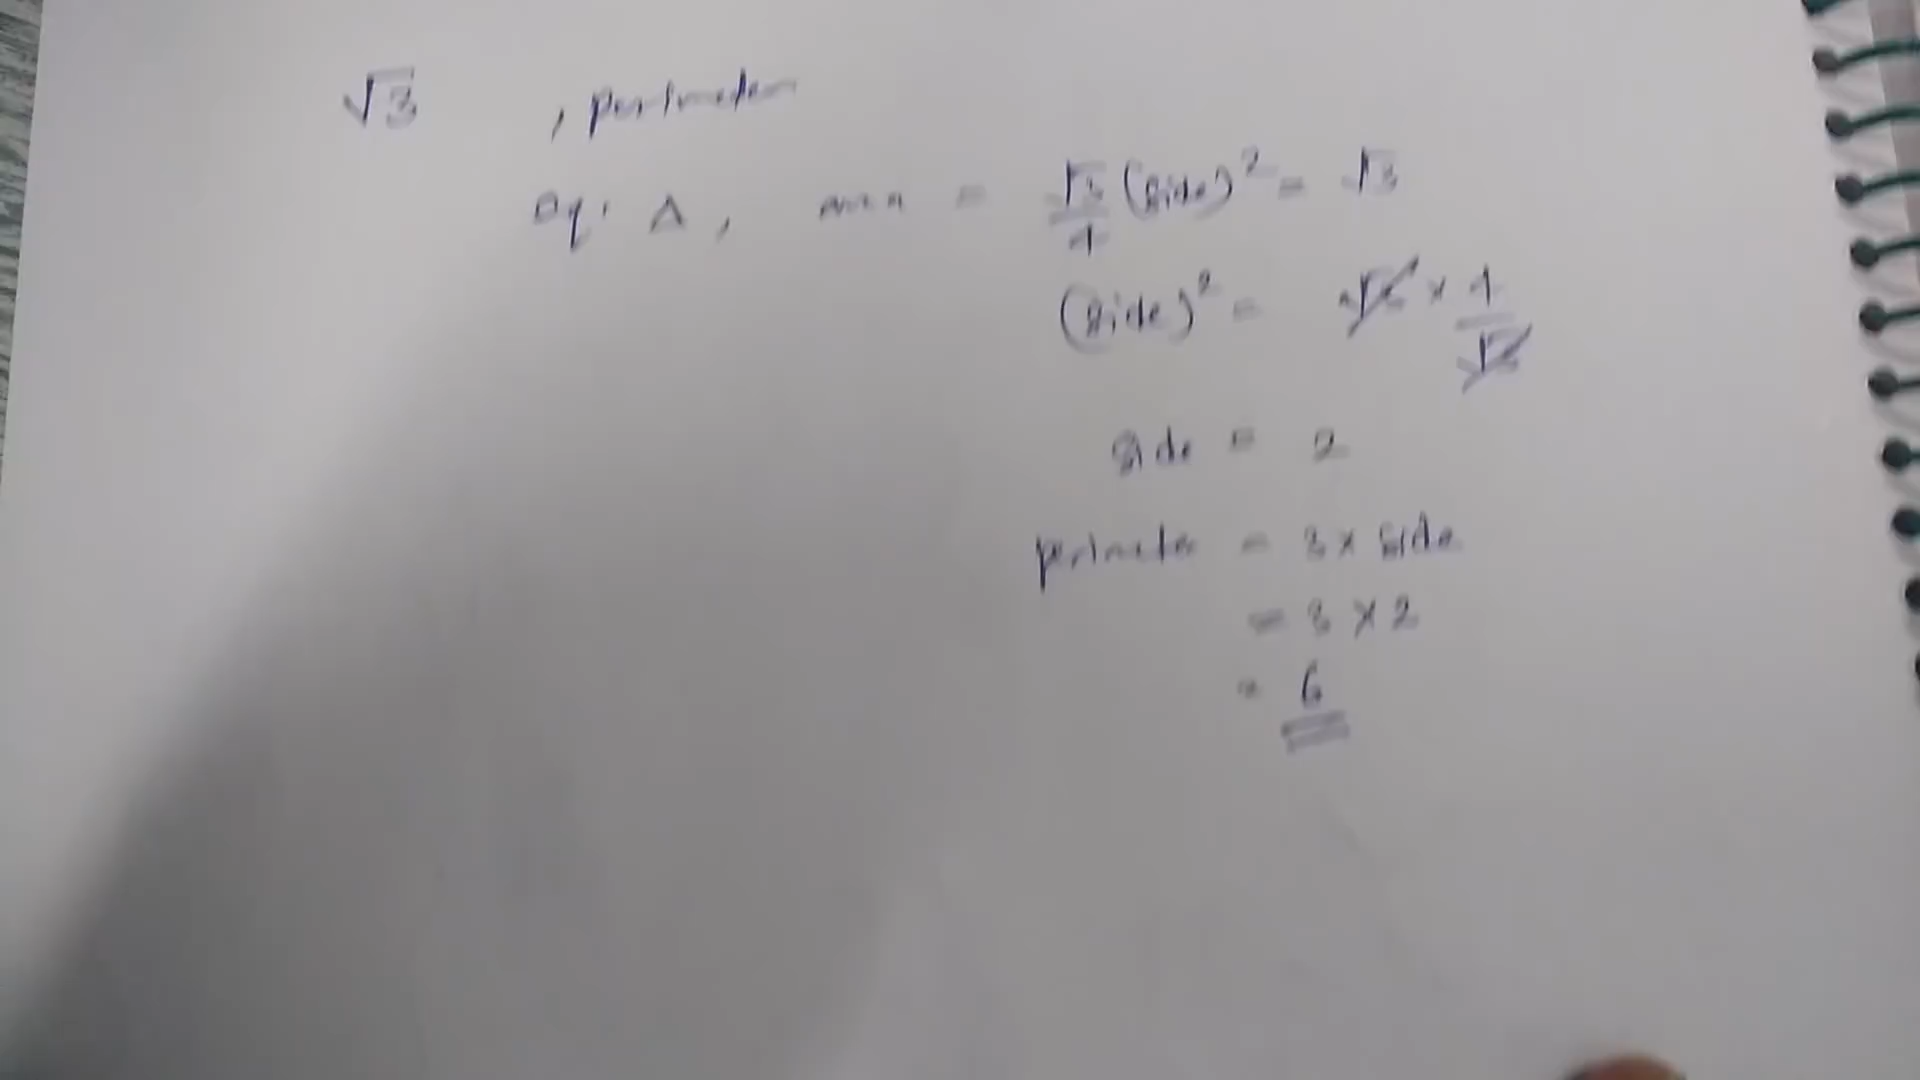 √3 , perimeter
eq. Δ, area = √3/4 (side)² = √3
(side)² = √3 × 4/√3
side = 2
perimeter = 3 × side
= 3 × 2
= 6